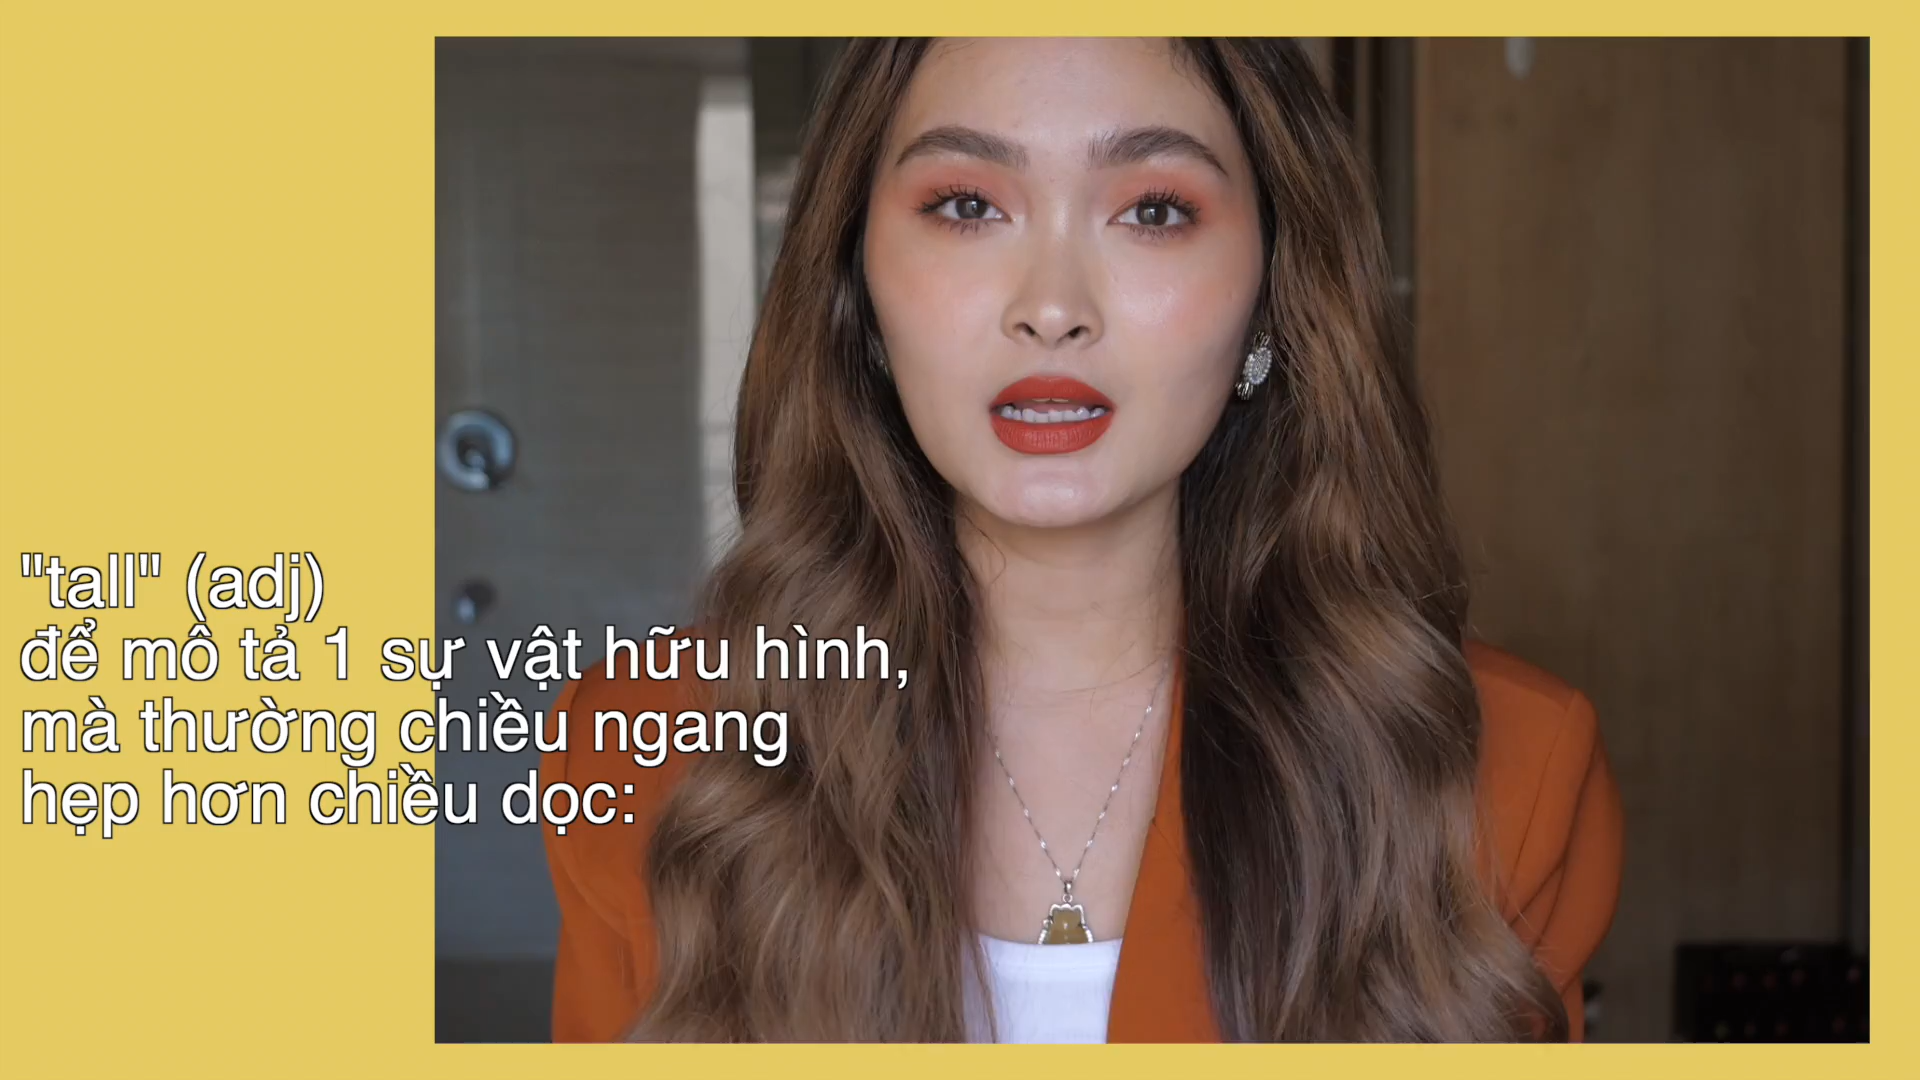 "tall" (adj)
để mô tả 1 sự vật hữu hình,
mà thường chiều ngang
hẹp hơn chiều dọc: